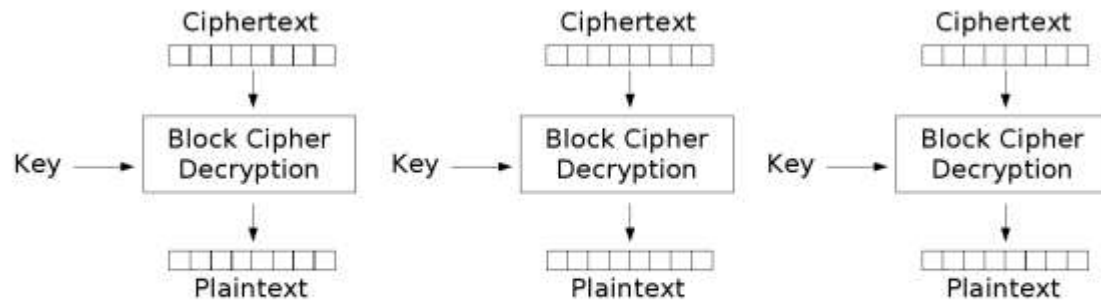 Ciphertext Ciphertext Ciphertext
Key Block Cipher Decryption Key Block Cipher Decryption Key Block Cipher Decryption
Plaintext Plaintext Plaintext